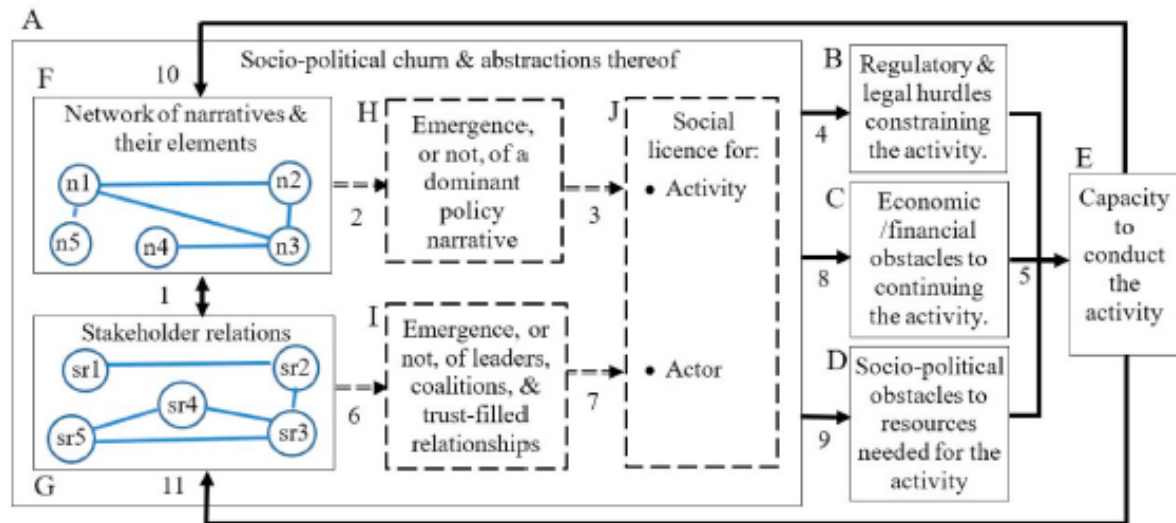 A
Socio-political churn & abstractions thereof
10
F
Network of narratives &
their elements
n1
n2
n5
n4
n3
1
Stakeholder relations
sr1
sr2
sr4
sr5
sr3
G
11
2
H
Emergence,
or not, of a
dominant
policy
narrative
3
6
I
Emergence, or
not, of leaders,
coalitions, &
trust-filled
relationships
7
J
Social
licence for:
• Activity
• Actor
4
8
9
B
Regulatory &
legal hurdles
constraining
the activity.
C
Economic
/financial
obstacles to
continuing
the activity.
D
Socio-political
obstacles to
resources
needed for the
activity
5
E
Capacity
to
conduct
the
activity